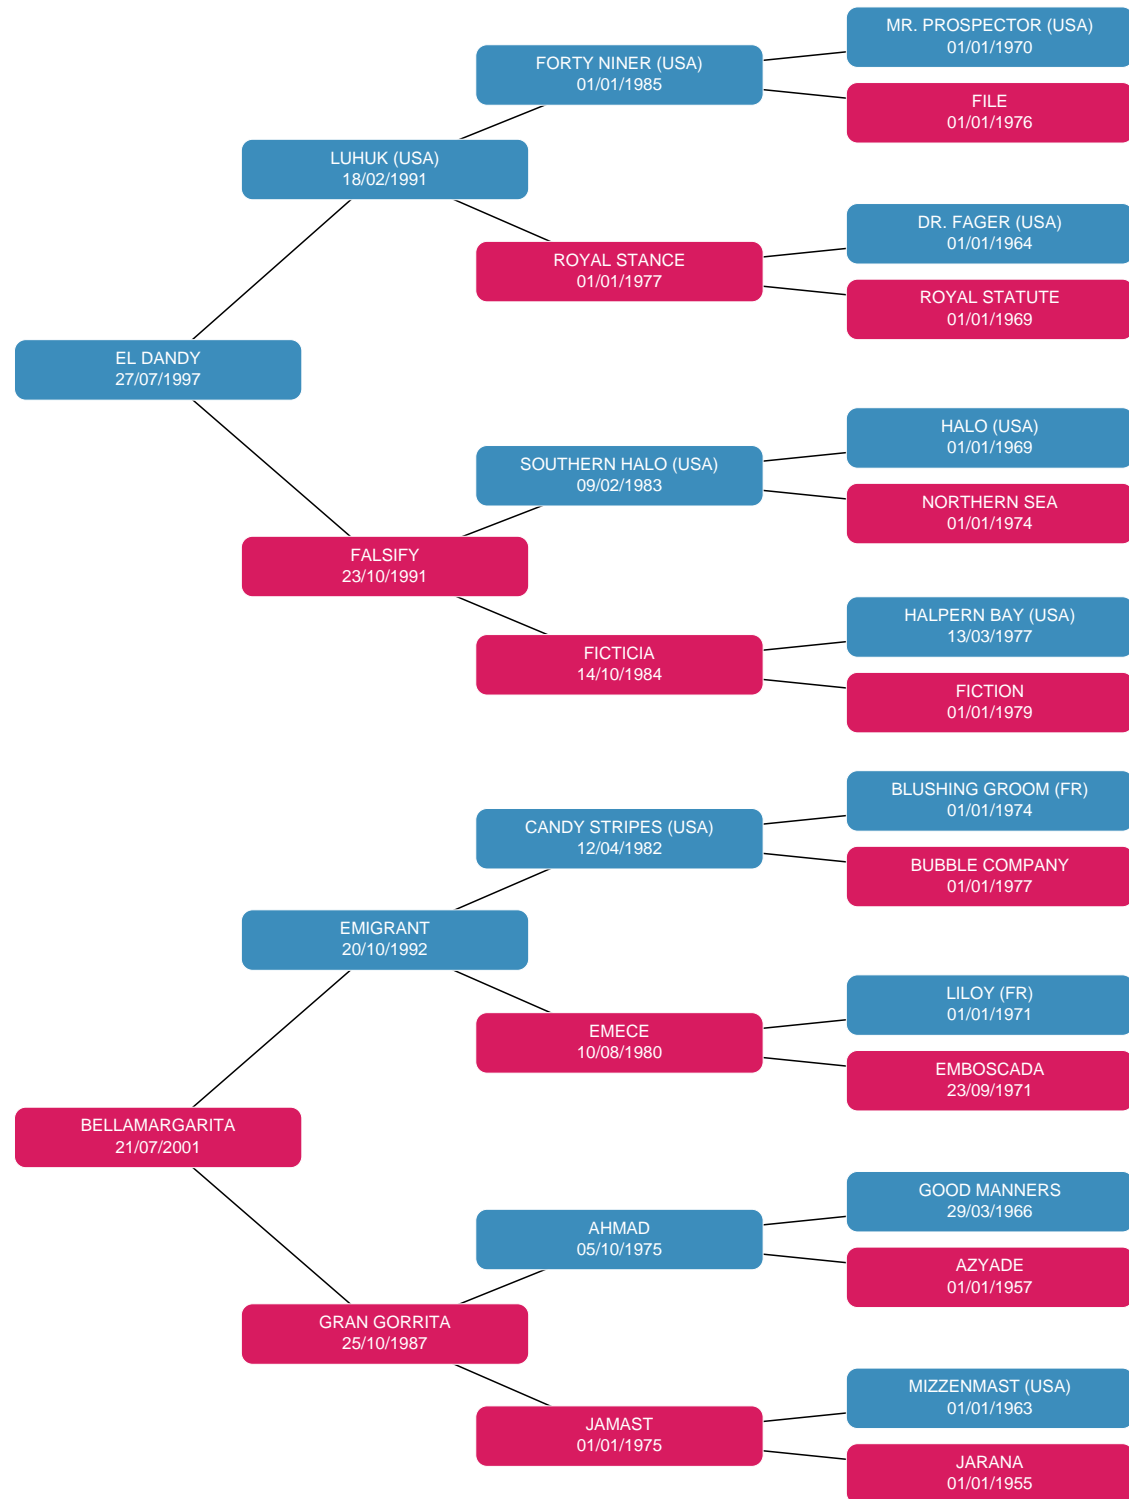 MR. PROSPECTOR (USA)
01/01/1970
FORTY NINER (USA)
01/01/1985
FILE
01/01/1976
LUHUK (USA)
18/02/1991
DR. FAGER (USA)
01/01/1964
ROYAL STANCE
01/01/1977
ROYAL STATUTE
01/01/1969
EL DANDY
27/07/1997
HALO (USA)
01/01/1969
SOUTHERN HALO (USA)
09/02/1983
NORTHERN SEA
01/01/1974
FALSIFY
23/10/1991
HALPERN BAY (USA)
13/03/1977
FICTICIA
14/10/1984
FICTION
01/01/1979
BLUSHING GROOM (FR)
01/01/1974
CANDY STRIPES (USA)
12/04/1982
BUBBLE COMPANY
01/01/1977
EMIGRANT
20/10/1992
LILOY (FR)
01/01/1971
EMECE
10/08/1980
EMBOSCADA
23/09/1971
BELLAMARGARITA
21/07/2001
GOOD MANNERS
29/03/1966
AHMAD
05/10/1975
AZYADE
01/01/1957
GRAN GORRITA
25/10/1987
MIZZENMAST (USA)
01/01/1963
JAMAST
01/01/1975
JARANA
01/01/1955